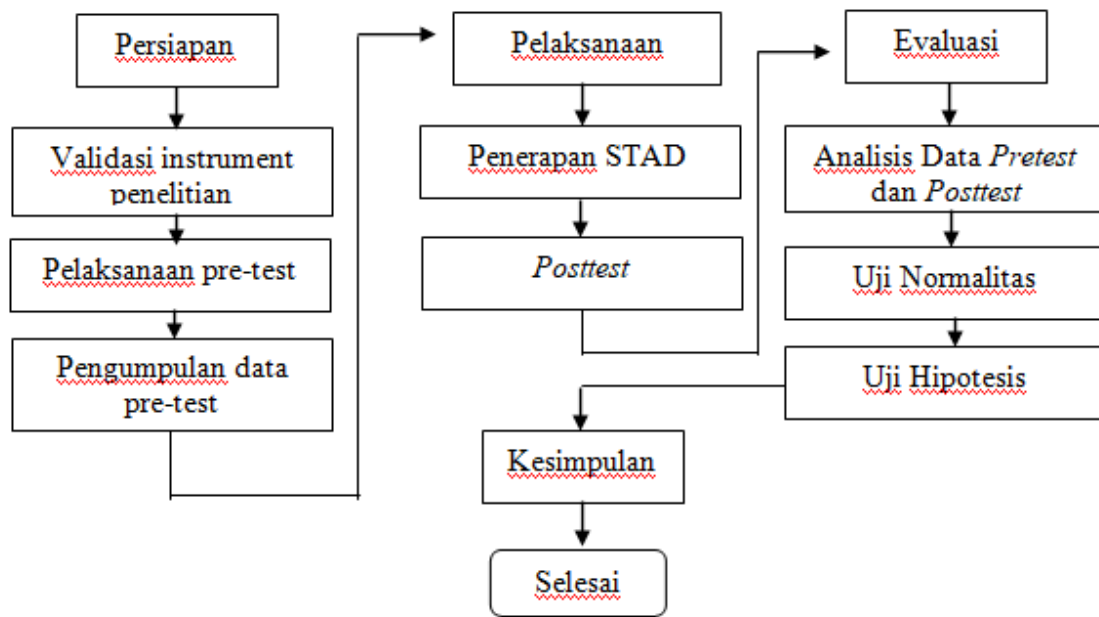 Persiapan
Validasi instrument
penelitian
Pelaksanaan pre-test
Pengumpulan data
pre-test
Pelaksanaan
Penerapan STAD
Posttest
Evaluasi
Analisis Data Pretest
dan Posttest
Uji Normalitas
Uji Hipotesis
Kesimpulan
Selesai